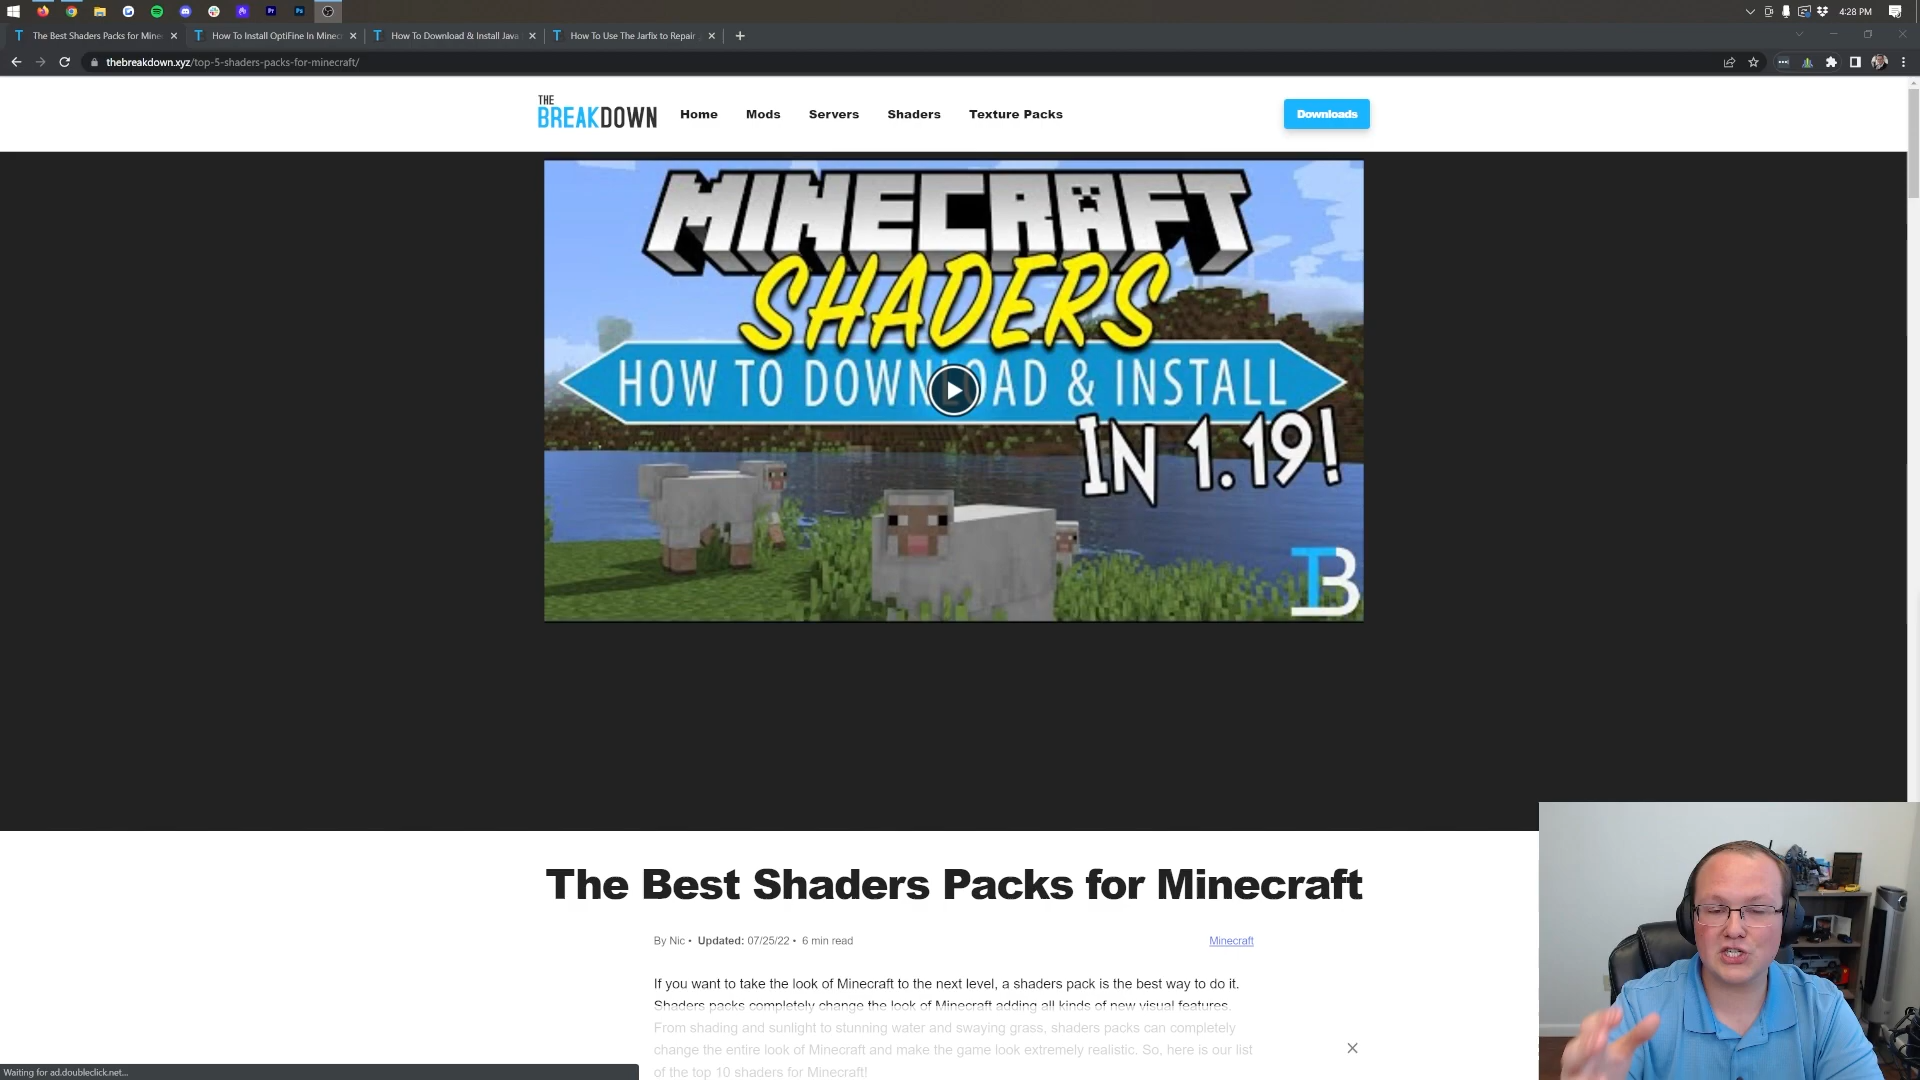 4:28 PM
The Best Shaders Packs for Mine
How To Install OptiFine In Minec
How To Download & Install Java
How To Use The Jarfix to Repair
thebreakdown.xyz/top-5-shaders-packs-for-minecraft/
THE
BREAKDOWN
Home
Mods
Servers
Shaders
Texture Packs
Downloads
MINECRAFT
SHADERS
HOW TO DOWNLOAD & INSTALL
IN 1.19!
TB
The Best Shaders Packs for Minecraft
By Nic • Updated: 07/25/22 • 6 min read
Minecraft
If you want to take the look of Minecraft to the next level, a shaders pack is the best way to do it.
Shaders packs completely change the look of Minecraft adding all kinds of new visual features.
From shading and sunlight to stunning water and swaying grass, shaders packs can completely
change the entire look of Minecraft and make the game look extremely realistic. So, here is our list
of the top 10 shaders for Minecraft!
Waiting for ad.doubleclick.net...